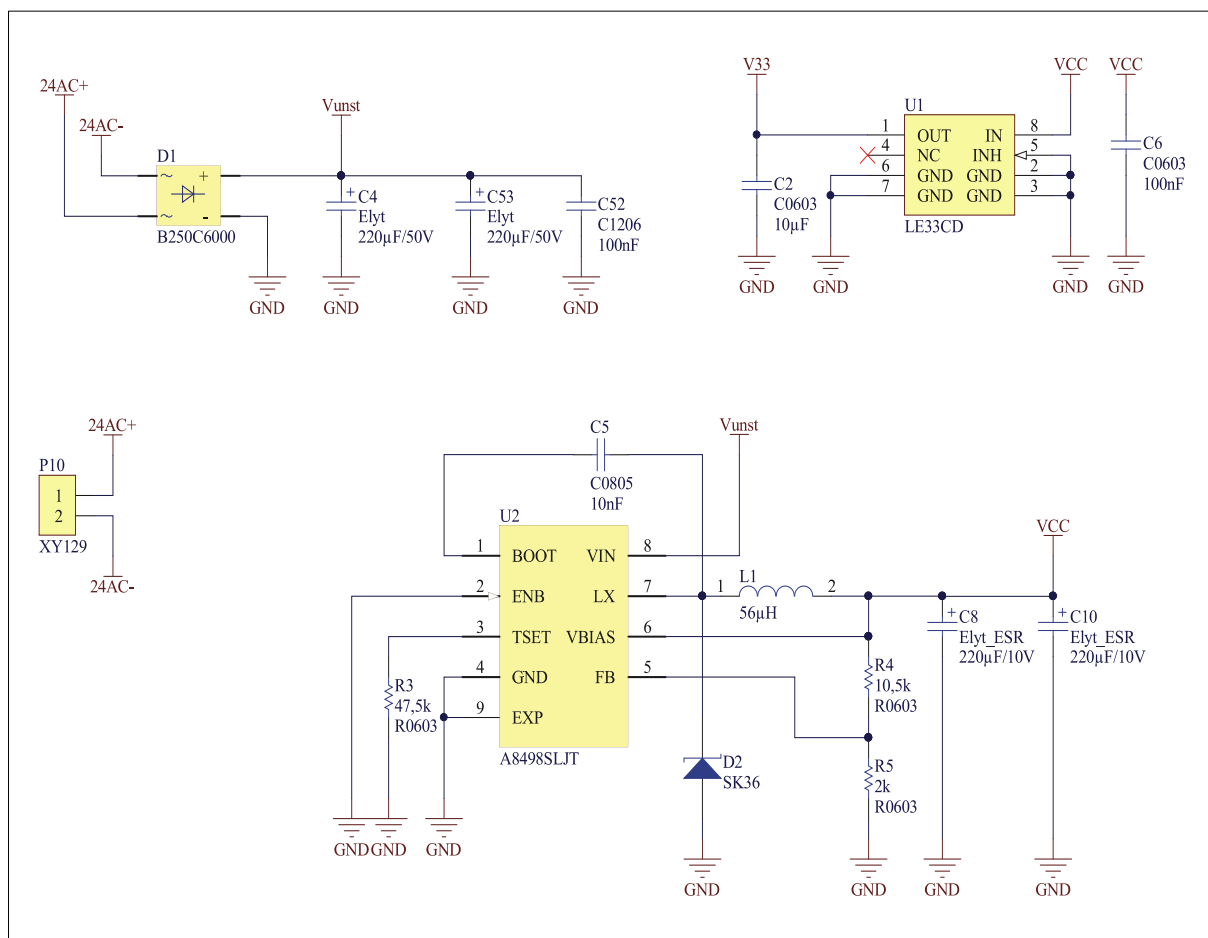 24AC+
24AC-
D1
~
+
~
-
B250C6000
GND
Vunst
+
C4
Elyt
220µF/50V
GND
+
C53
Elyt
220µF/50V
GND
C52
C1206
100nF
GND
V33
C2
C0603
10µF
GND
U1
1 OUT IN 8
4 NC INH 5
6 GND GND 2
7 GND GND 3
LE33CD
GND
VCC
GND
VCC
C6
C0603
100nF
GND
24AC+
P10
1
2
XY129
24AC-
C5
C0805
10nF
Vunst
U2
1 BOOT VIN 8
2 ENB LX 7
3 TSET VBIAS 6
4 GND FB 5
9 EXP
A8498SLJT
R3
47,5k
R0603
GND
GND
GND
1 L1 2
56µH
D2
SK36
GND
R4
10,5k
R0603
R5
2k
R0603
GND
+
C8
Elyt_ESR
220µF/10V
GND
VCC
+
C10
Elyt_ESR
220µF/10V
GND